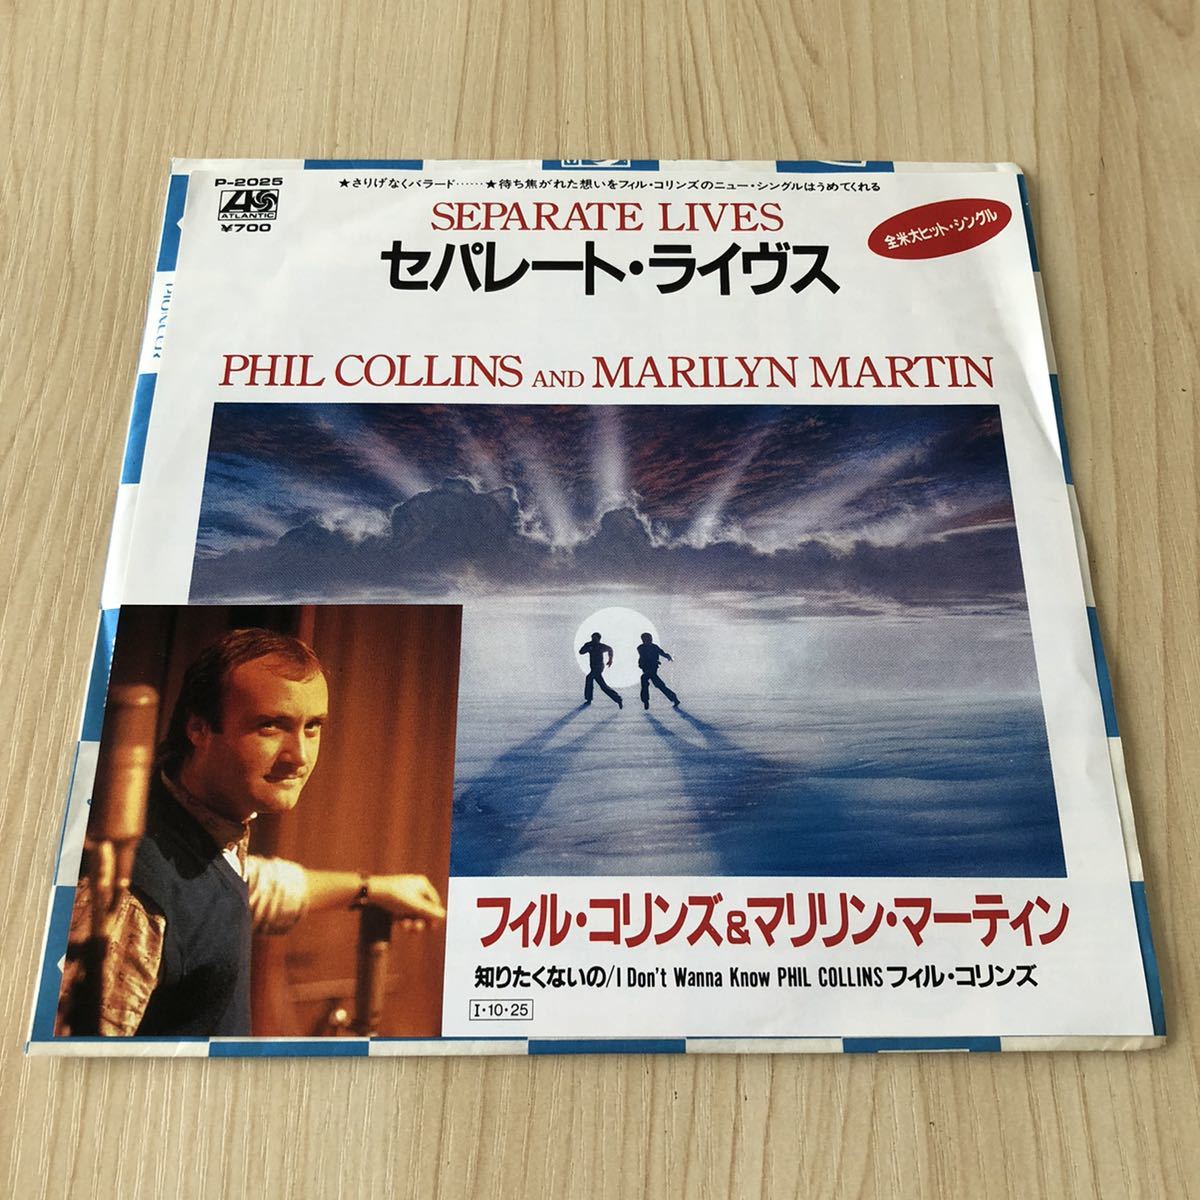 P-2025
ATLANTIC
¥700
★さりげなくバラード……★待ち焦がれた想いをフィル・コリンズのニュー・シングルはうめてくれる
SEPARATE LIVES
セパレート・ライヴス
全米大ヒット・シングル
PIONEER
PHIL COLLINS AND MARILYN MARTIN
フィル・コリンズ&マリリン・マーティン
知りたくないの/I Don't Wanna Know PHIL COLLINS フィル・コリンズ
I・10・25